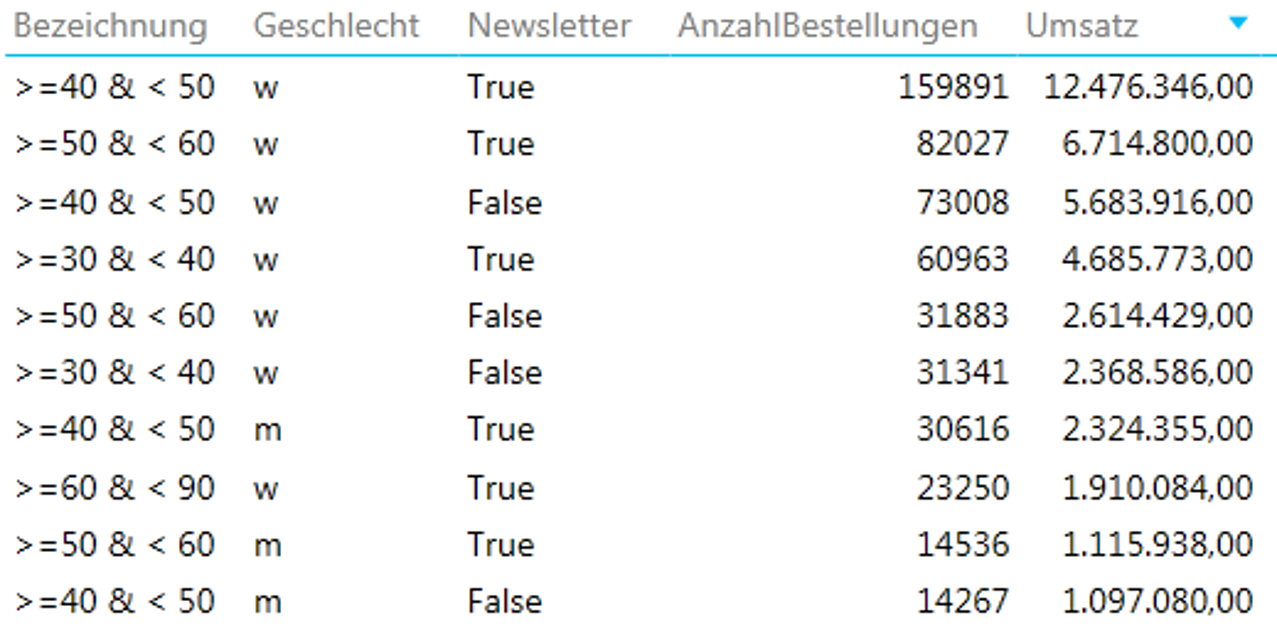 Bezeichnung Geschlecht Newsletter AnzahlBestellungen Umsatz
>=40 & < 50 w True 159891 12.476.346,00
>=50 & < 60 w True 82027 6.714.800,00
>=40 & < 50 w False 73008 5.683.916,00
>=30 & < 40 w True 60963 4.685.773,00
>=50 & < 60 w False 31883 2.614.429,00
>=30 & < 40 w False 31341 2.368.586,00
>=40 & < 50 m True 30616 2.324.355,00
>=60 & < 90 w True 23250 1.910.084,00
>=50 & < 60 m True 14536 1.115.938,00
>=40 & < 50 m False 14267 1.097.080,00